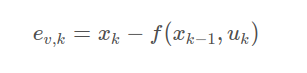 $e_{v,k} = x_k - f(x_{k-1}, u_k)$